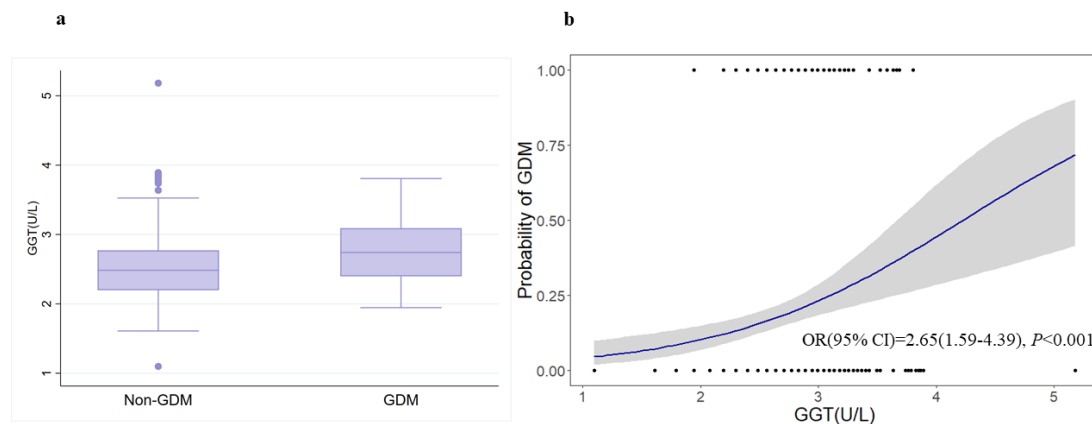 a
b
5
4
3
2
1
GGT(U/L)
Non-GDM
GDM
1.00
0.75
0.50
0.25
0.00
Probability of GDM
OR(95% CI)=2.65(1.59-4.39), P<0.001
1
2
3
4
5
GGT(U/L)